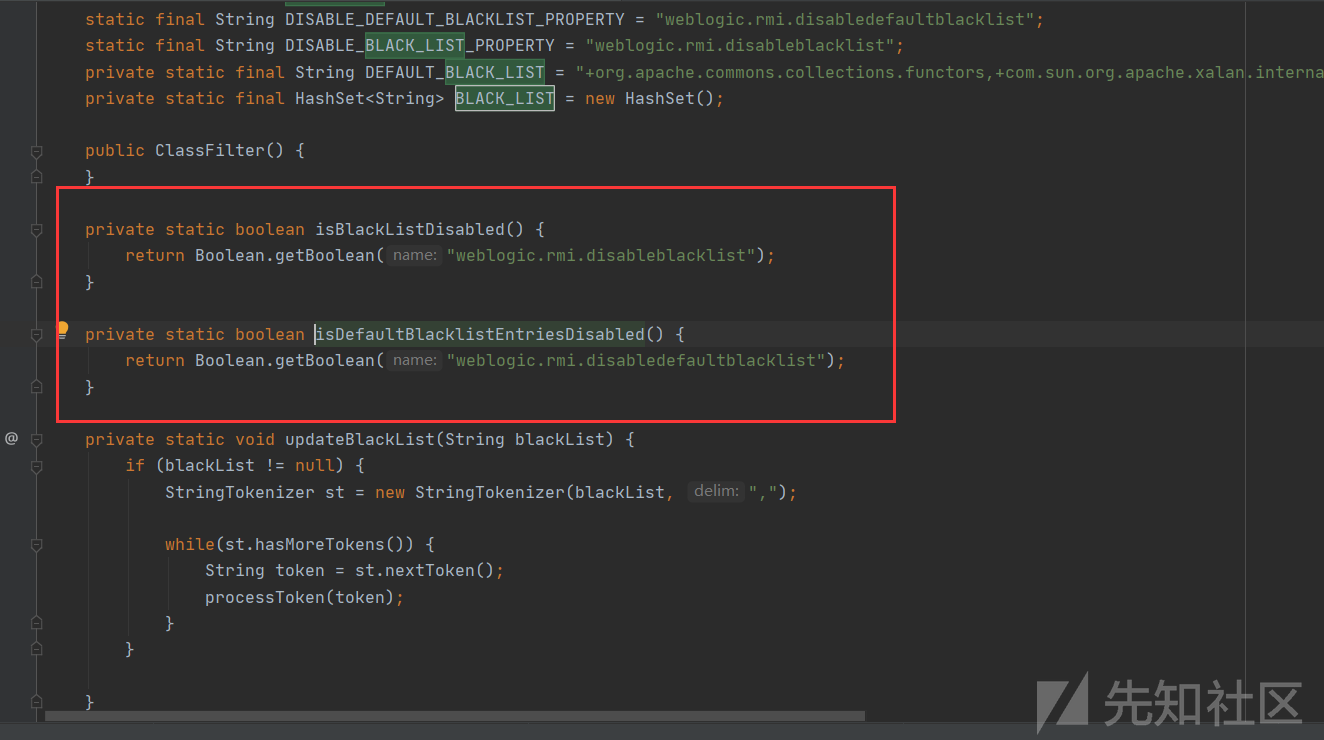 static final String DISABLE_DEFAULT_BLACKLIST_PROPERTY = "weblogic.rmi.disabledefaultblacklist";
static final String DISABLE_BLACK_LIST_PROPERTY = "weblogic.rmi.disableblacklist";
private static final String DEFAULT_BLACK_LIST = "+org.apache.commons.collections.functors,+com.sun.org.apache.xalan.interna
private static final HashSet<String> BLACK_LIST = new HashSet();
public ClassFilter() {
}
private static boolean isBlackListDisabled() {
return Boolean.getBoolean( name: "weblogic.rmi.disableblacklist");
}
private static boolean isDefaultBlacklistEntriesDisabled() {
return Boolean.getBoolean( name: "weblogic.rmi.disabledefaultblacklist");
}
@ private static void updateBlackList(String blackList) {
if (blackList != null) {
StringTokenizer st = new StringTokenizer(blackList, delim: ",");
while(st.hasMoreTokens()) {
String token = st.nextToken();
processToken(token);
}
}
}
先知社区